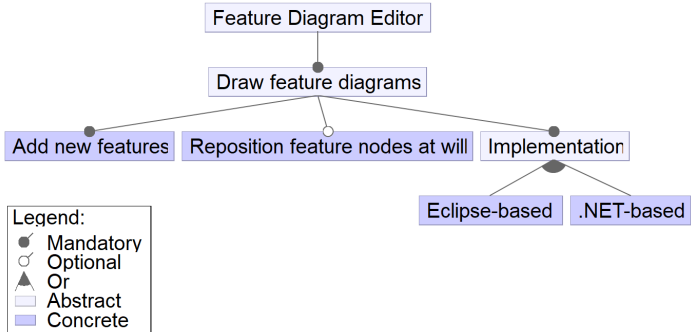 Feature Diagram Editor
Draw feature diagrams
Add new features
Reposition feature nodes at will
Implementation
Eclipse-based
.NET-based
Legend:
Mandatory
Optional
Or
Abstract
Concrete